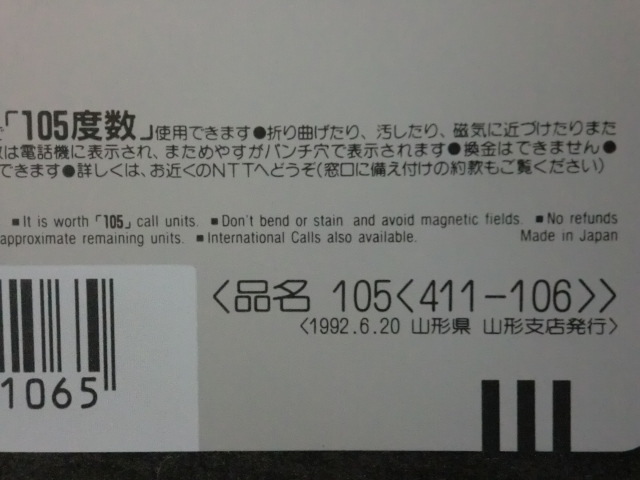 「105度数」使用できます●折り曲げたり、汚したり、磁気に近づけたりまた
数は電話機に表示され、まためやすがパンチ穴で表示されます●換金はできません●
できます●詳しくは、お近くのNTTへどうぞ(窓口に備え付けの約款もご覧ください)
■It is worth「105」call units. ■Don't bend or stain and avoid magnetic fields. ■No refunds
approximate remaining units. ■International Calls also available. Made in Japan
<品名 105<411-106>>
<1992.6.20 山形県 山形支店発行>
1065